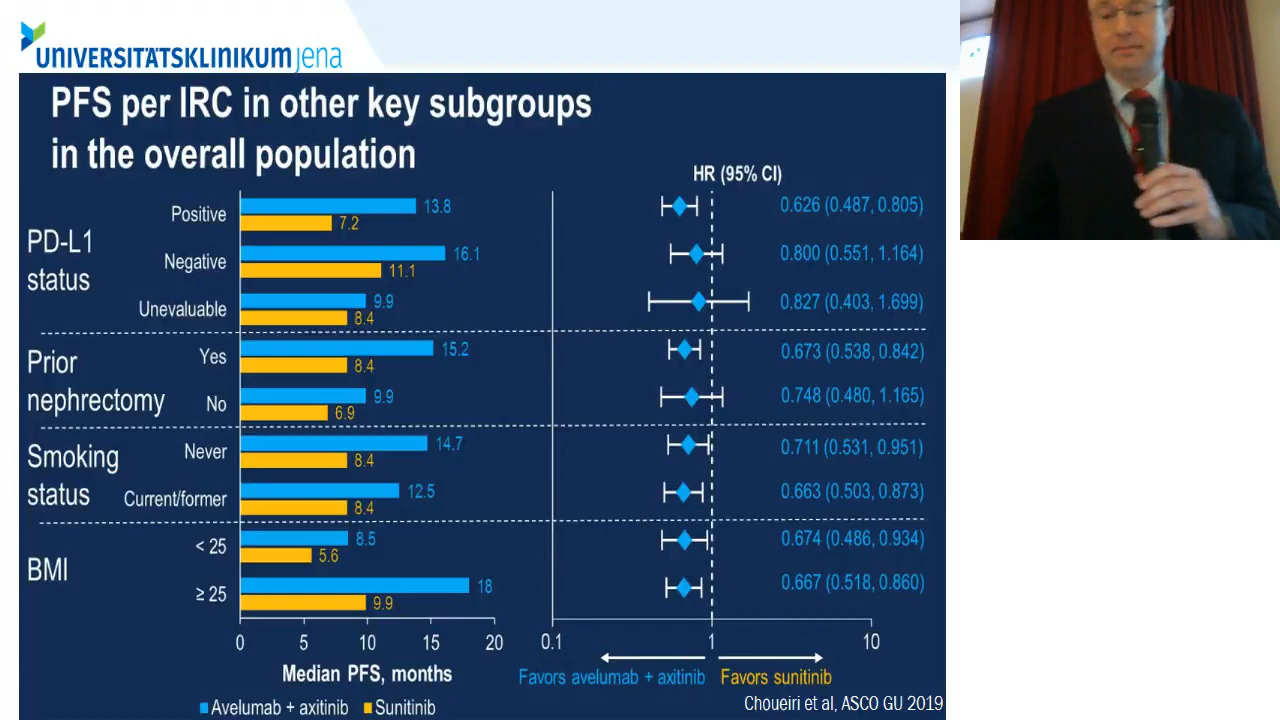 UNIVERSITÄTSKLINIKUM jena
PFS per IRC in other key subgroups
in the overall population
HR (95% CI)
PD-L1
status
Positive 13.8 7.2 0.626 (0.487, 0.805)
Negative 16.1 11.1 0.800 (0.551, 1.164)
Unevaluable 9.9 8.4 0.827 (0.403, 1.699)
Prior
nephrectomy
Yes 15.2 8.4 0.673 (0.538, 0.842)
No 9.9 6.9 0.748 (0.480, 1.165)
Smoking
status
Never 14.7 8.4 0.711 (0.531, 0.951)
Current/former 12.5 8.4 0.663 (0.503, 0.873)
BMI
< 25 8.5 5.6 0.674 (0.486, 0.934)
≥ 25 18 9.9 0.667 (0.518, 0.860)
0 5 10 15 20 0.1 1 10
Median PFS, months
Favors avelumab + axitinib Favors sunitinib
Avelumab + axitinib Sunitinib
Choueiri et al, ASCO GU 2019